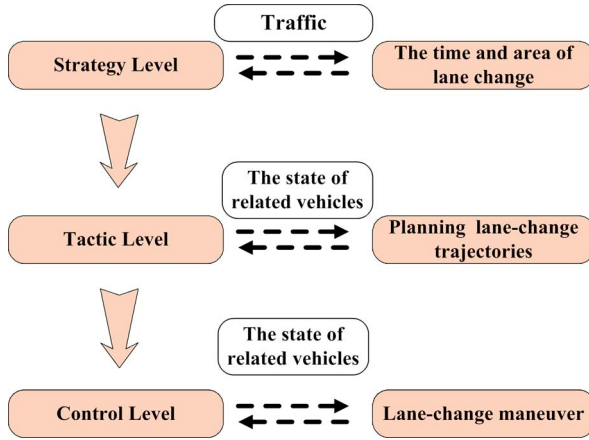 Traffic
Strategy Level
The time and area of
lane change
The state of
related vehicles
Tactic Level
Planning lane-change
trajectories
The state of
related vehicles
Control Level
Lane-change maneuver